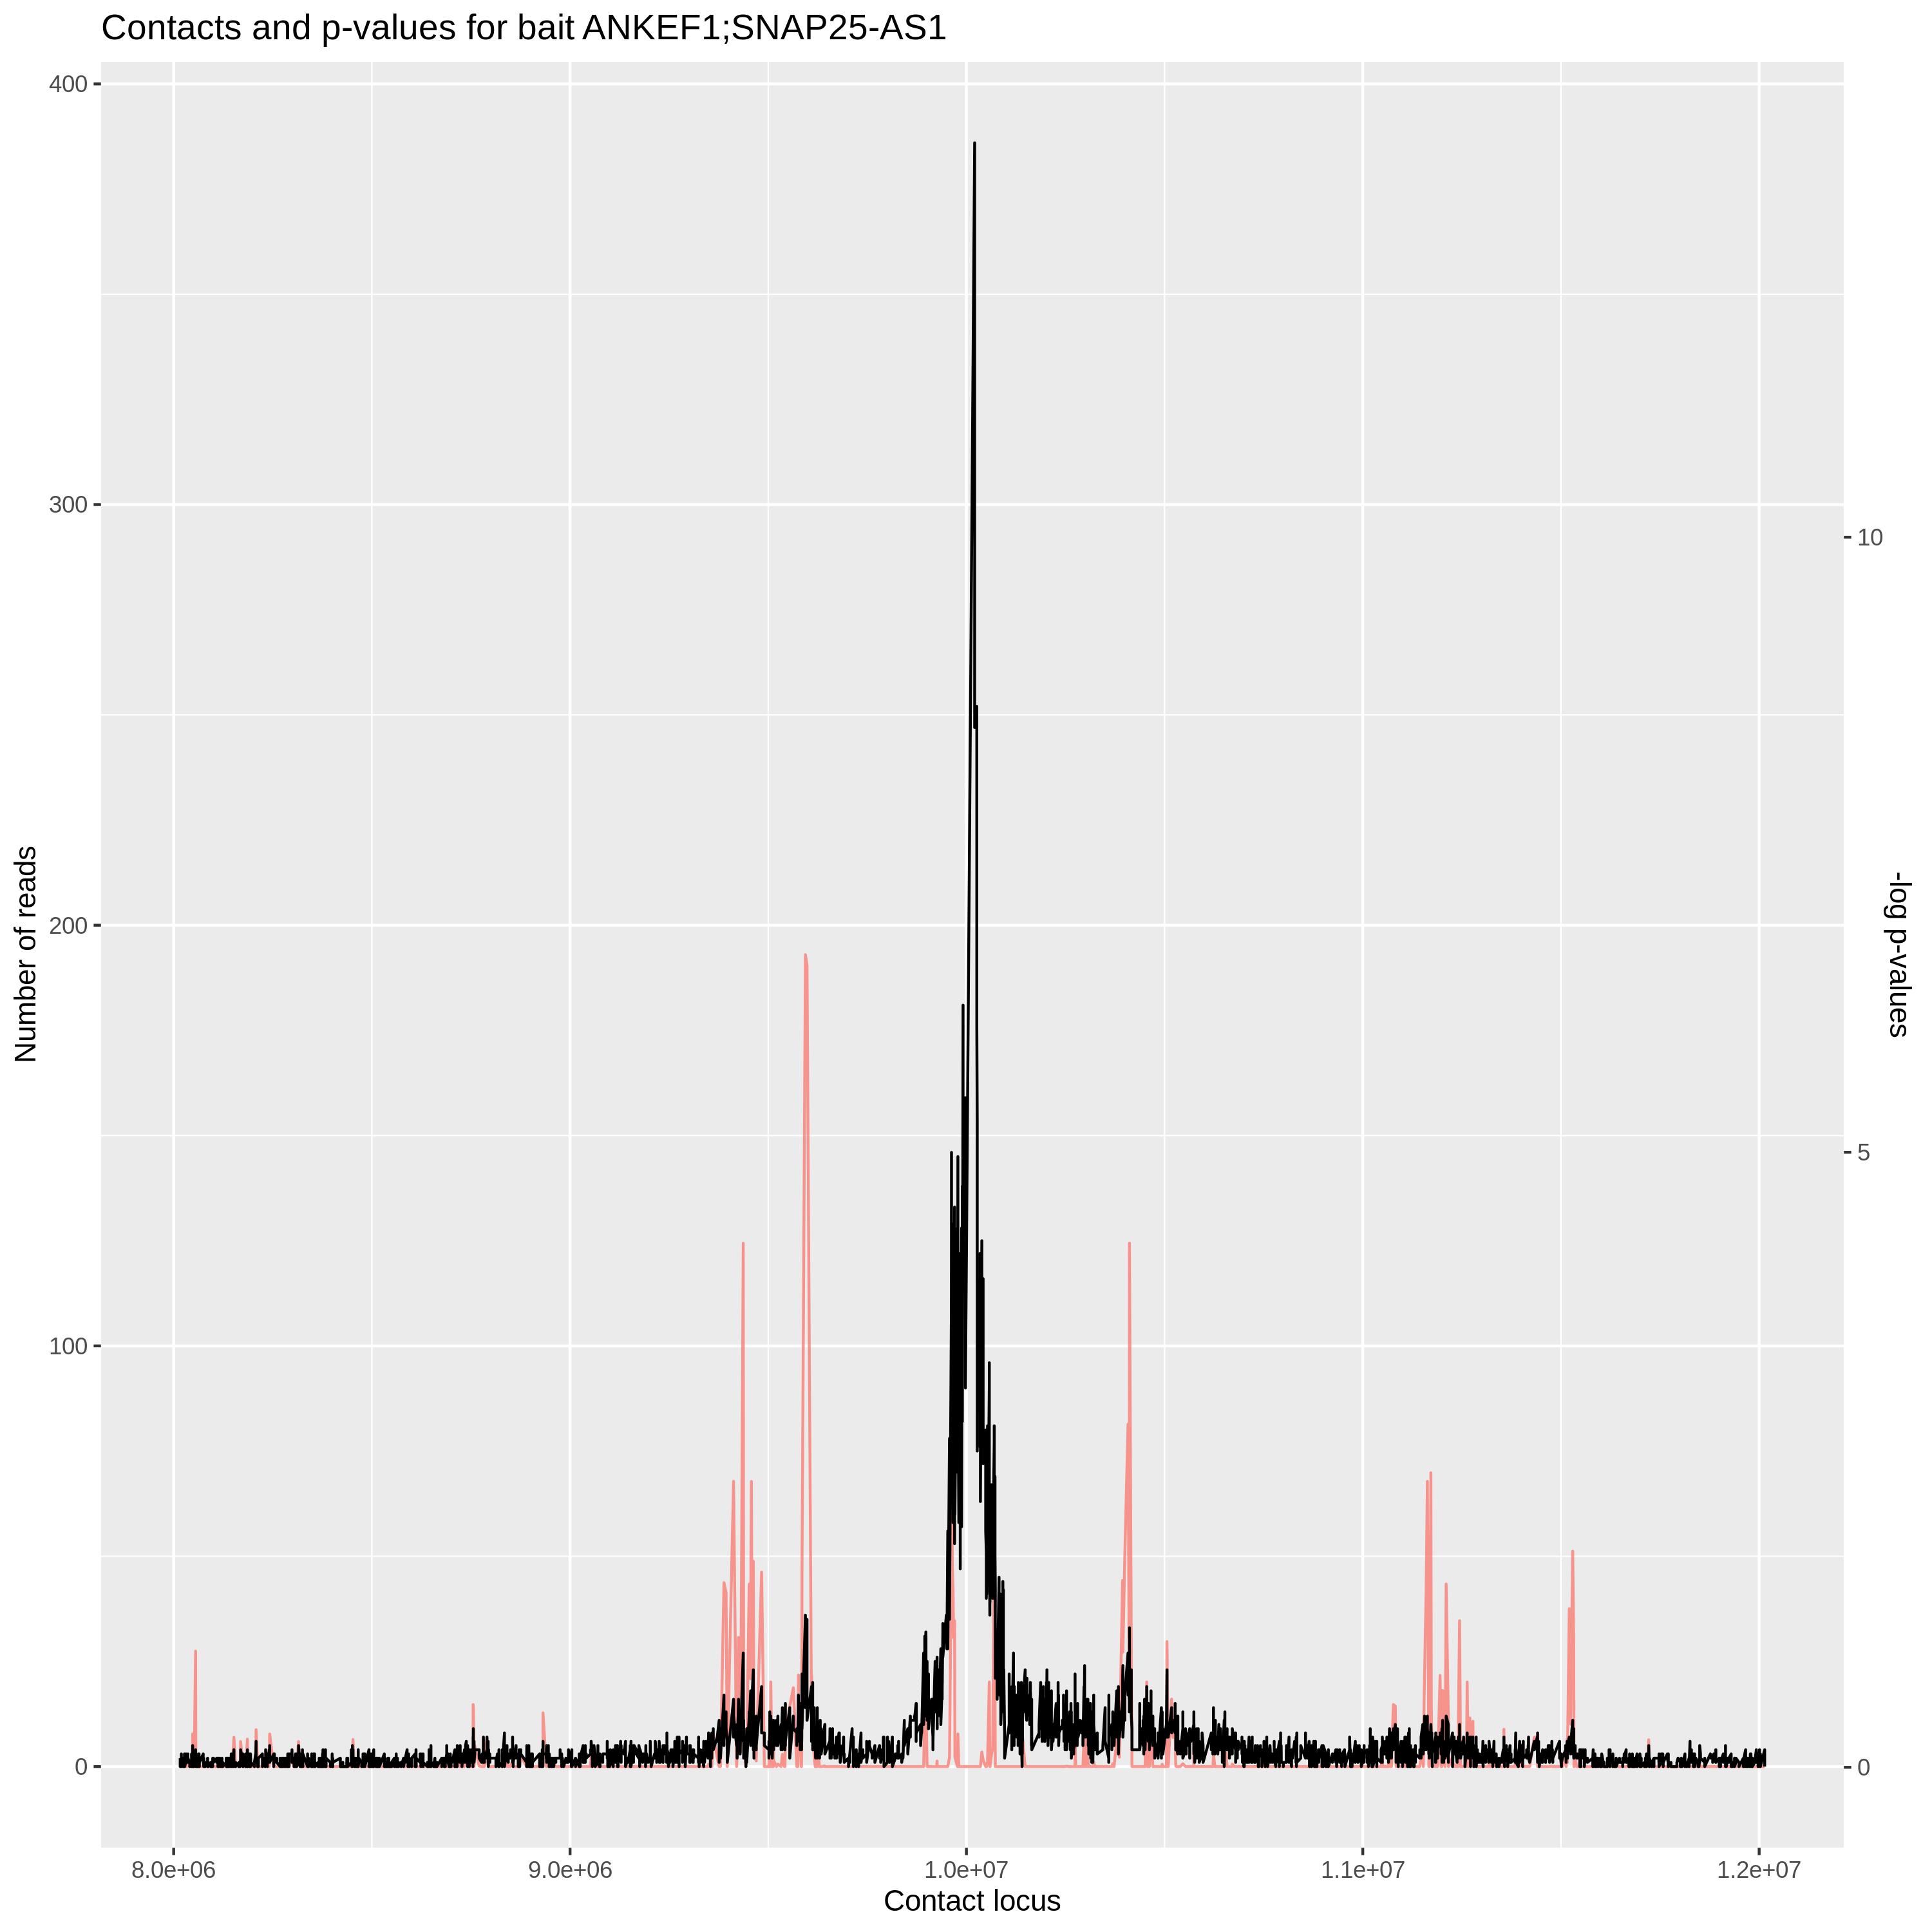 Contacts and p-values for bait ANKEF1;SNAP25-AS1
400
300
200
100
0
Number of reads
10
5
0
-log p-values
8.0e+06
9.0e+06
1.0e+07
1.1e+07
1.2e+07
Contact locus